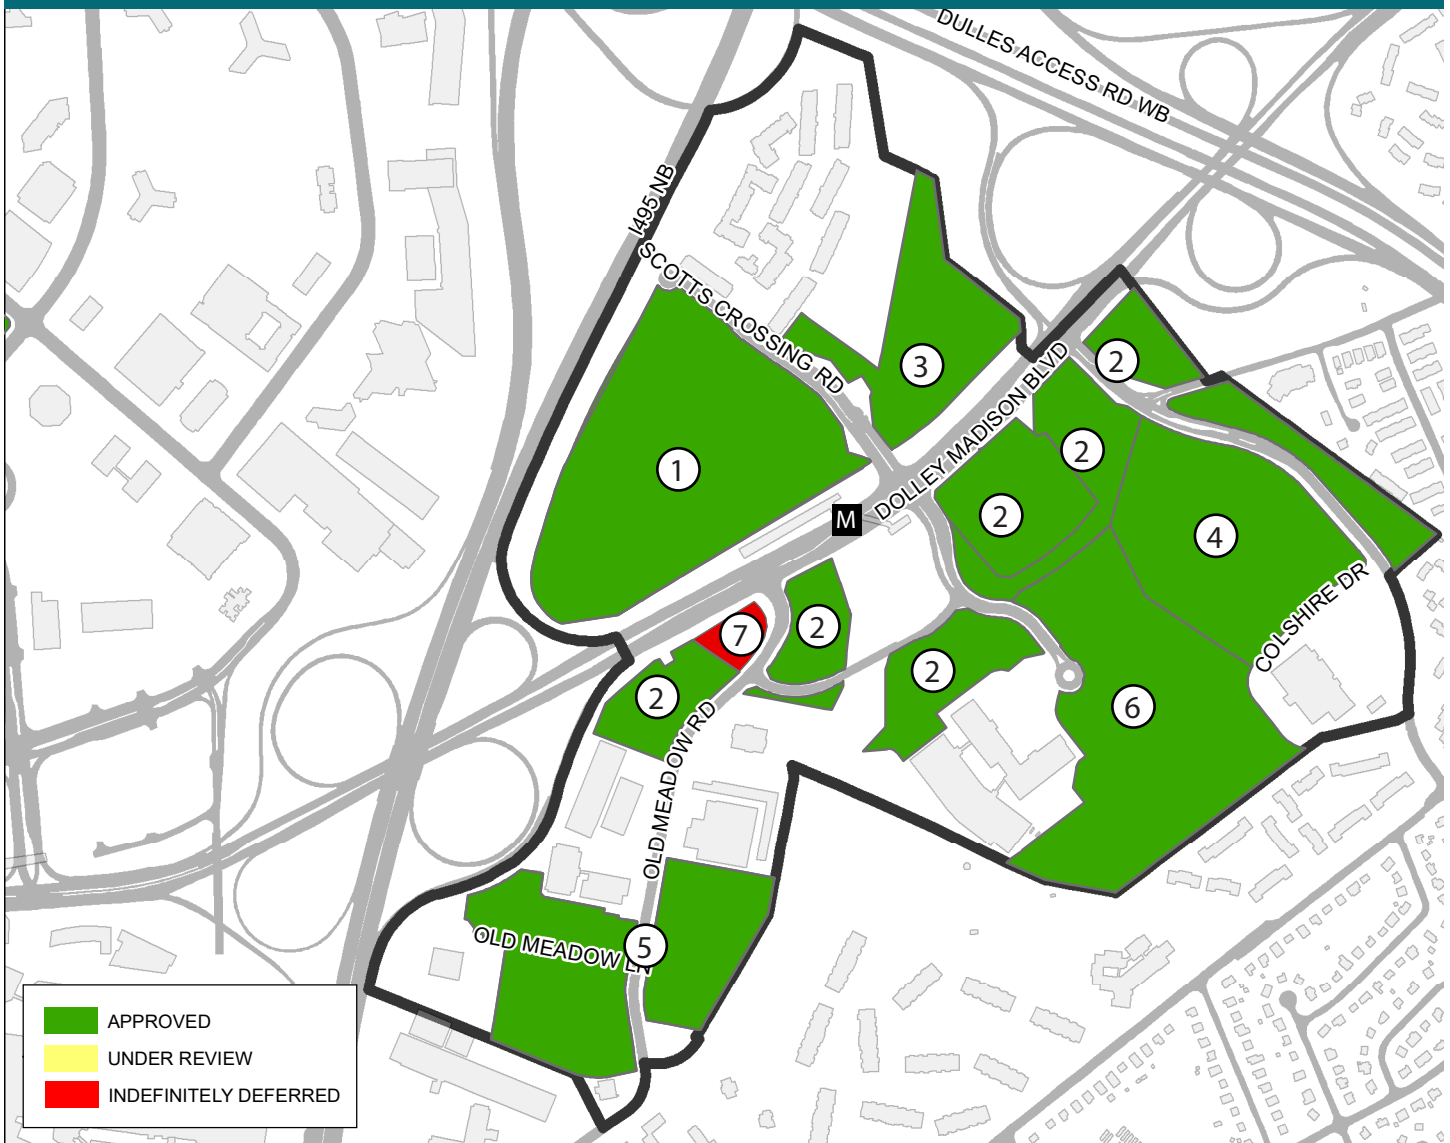 DULLES ACCESS RD WB
I495 NB
SCOTTS CROSSING RD
3
2
DOLLEY MADISON BLVD
2
1
2
M
4
COLSHIRE DR
7
2
2
2
6
OLD MEADOW RD
5
OLD MEADOW LN
APPROVED
UNDER REVIEW
INDEFINITELY DEFERRED